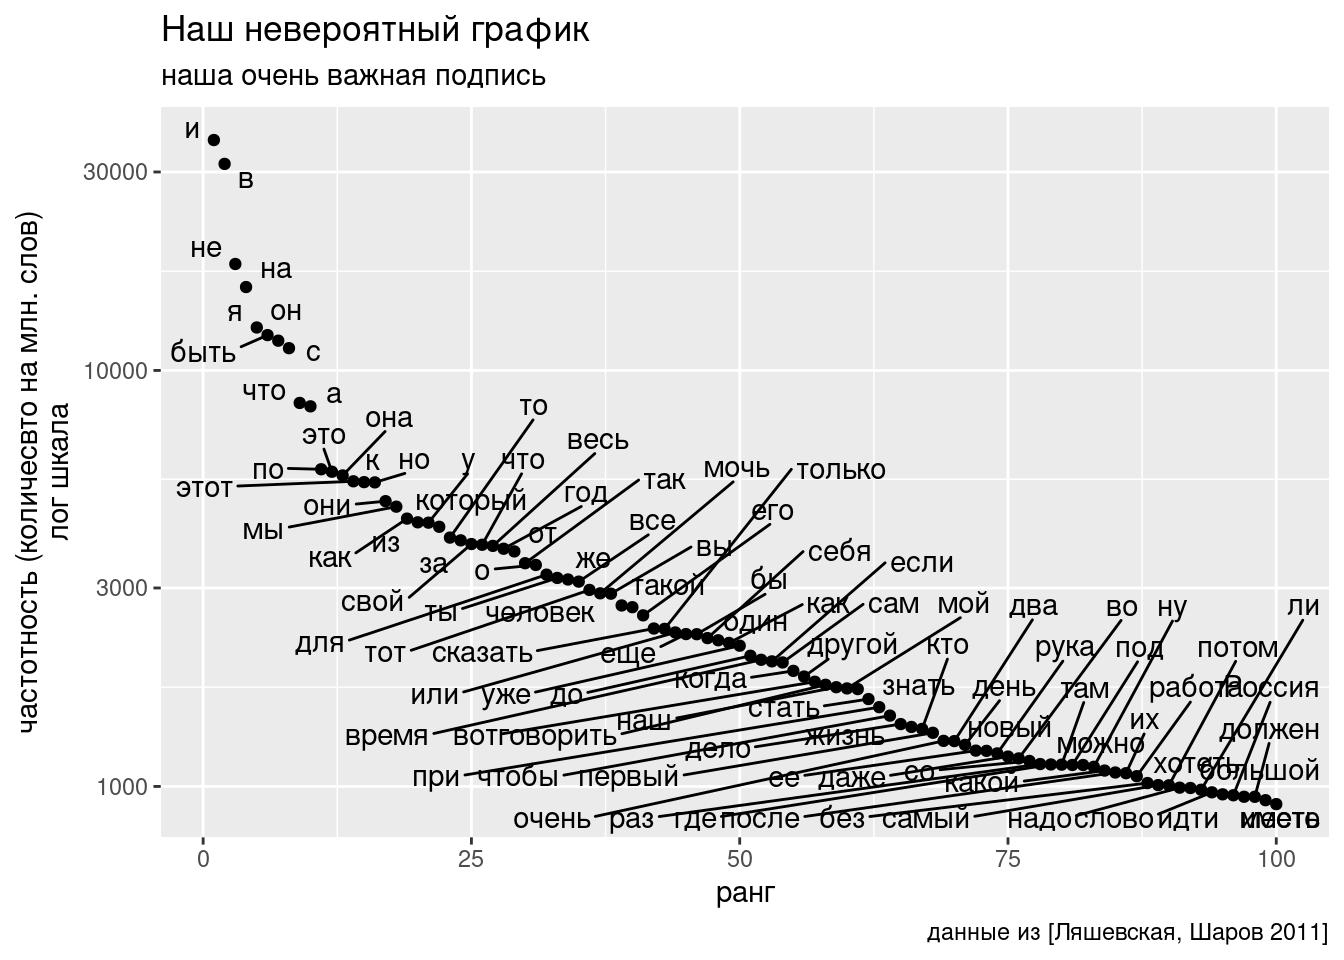 Наш невероятный график
наша очень важная подпись
частотность (количесвто на млн. слов)
лог шкала
30000
10000
3000
1000
и
в
не
на
я
он
быть
с
что
а
то
она
это
весь
к
но
у
что
мочь
только
по
этот
так
год
который
они
его
мы
все
от
из
как
вы
себя
же
за
о
если
бы
такой
свой
ты
человек
как
сам
мой
два
во
ну
ли
один
для
тот
сказать
еще
другой
кто
рука
под
потом
когда
знать
день
там
работа
россия
или
уже
до
стать
наш
время
вот
говорить
жизнь
новый
их
должен
дело
можно
хотеть
большой
при
чтобы
первый
ее
даже
со
какой
очень
раз
где
после
без
самый
надо
слово
идти
иметь
0
25
50
75
100
ранг
данные из [Ляшевская, Шаров 2011]